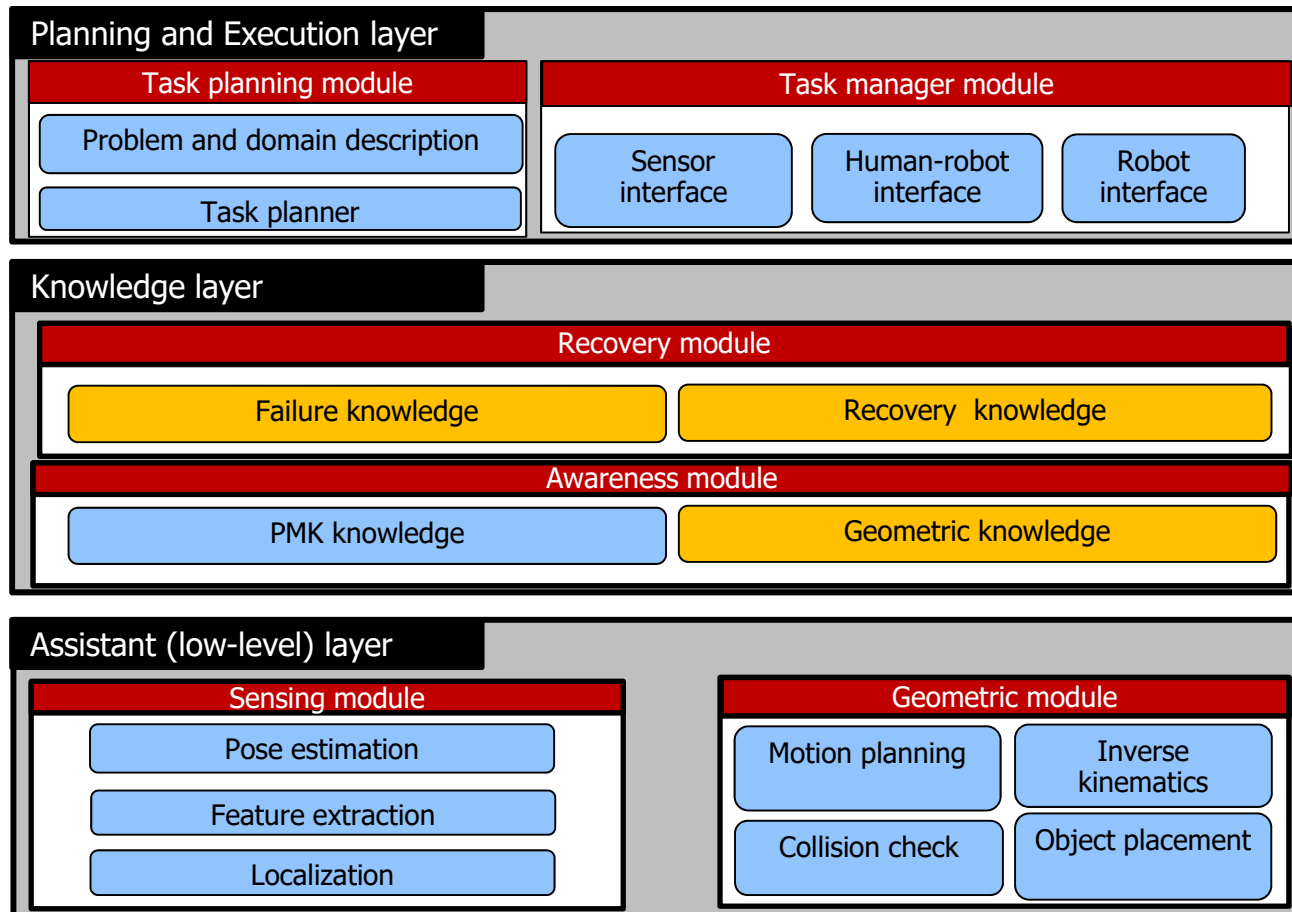 Planning and Execution layer
Task planning module
Problem and domain description
Task planner
Task manager module
Sensor
interface
Human-robot
interface
Robot
interface
Knowledge layer
Recovery module
Failure knowledge
Recovery knowledge
Awareness module
PMK knowledge
Geometric knowledge
Assistant (low-level) layer
Sensing module
Pose estimation
Feature extraction
Localization
Geometric module
Motion planning
Inverse
kinematics
Collision check
Object placement